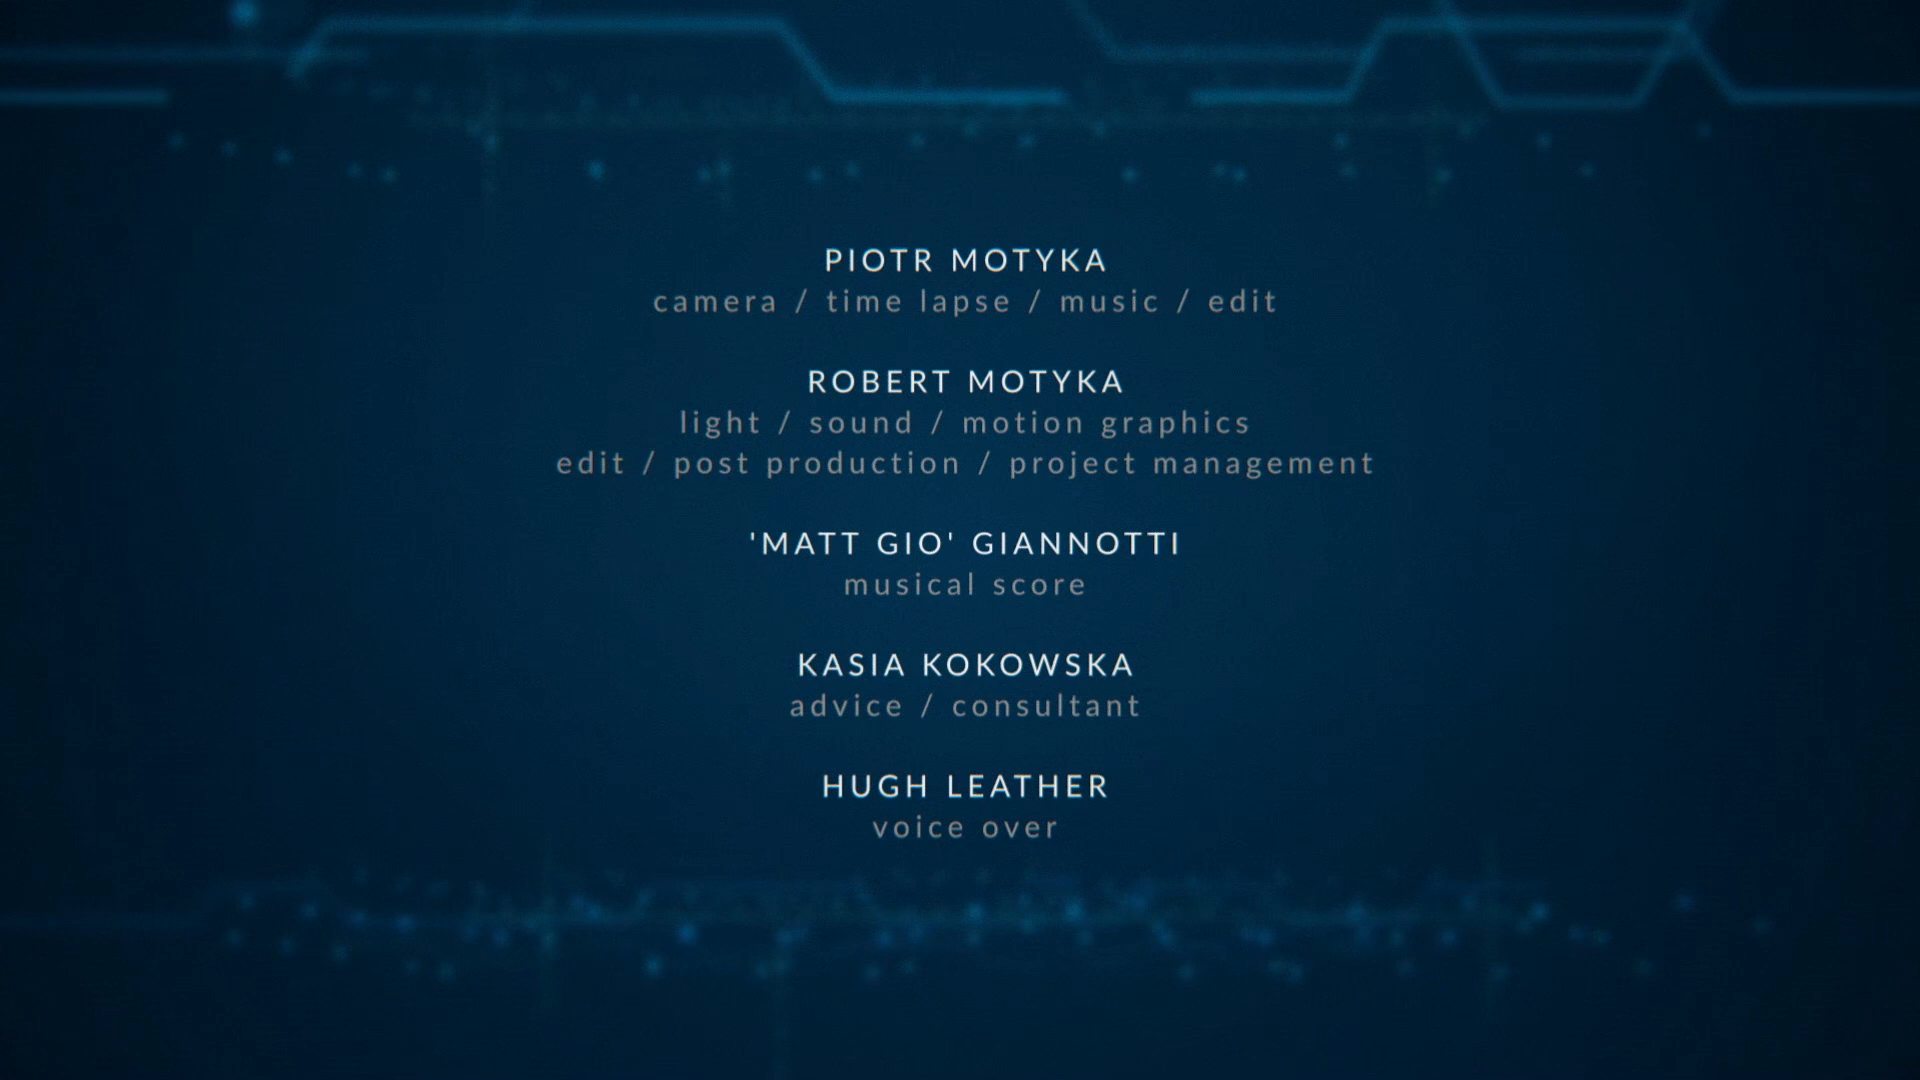 PIOTR MOTYKA
camera / time lapse / music / edit
ROBERT MOTYKA
light / sound / motion graphics
edit / post production / project management
'MATT GIO' GIANNOTTI
musical score
KASIA KOKOWSKA
advice / consultant
HUGH LEATHER
voice over